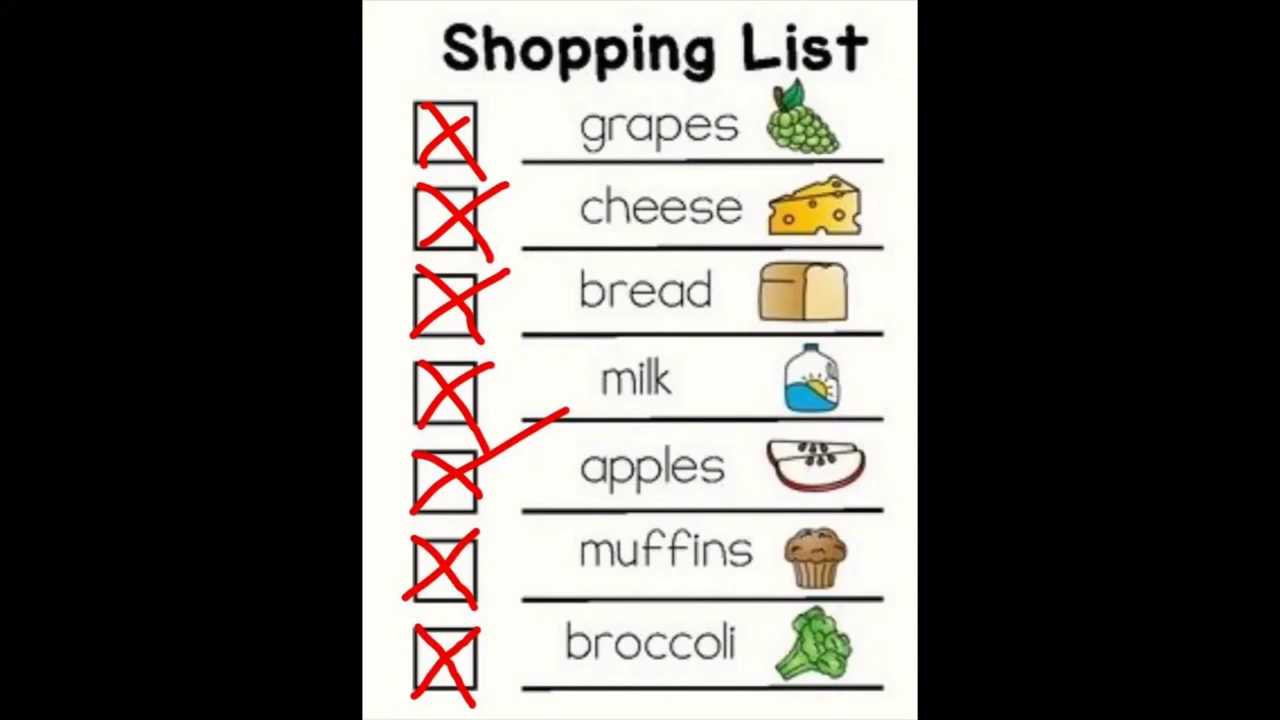 Shopping List
grapes
cheese
bread
milk
apples
muffins
broccoli